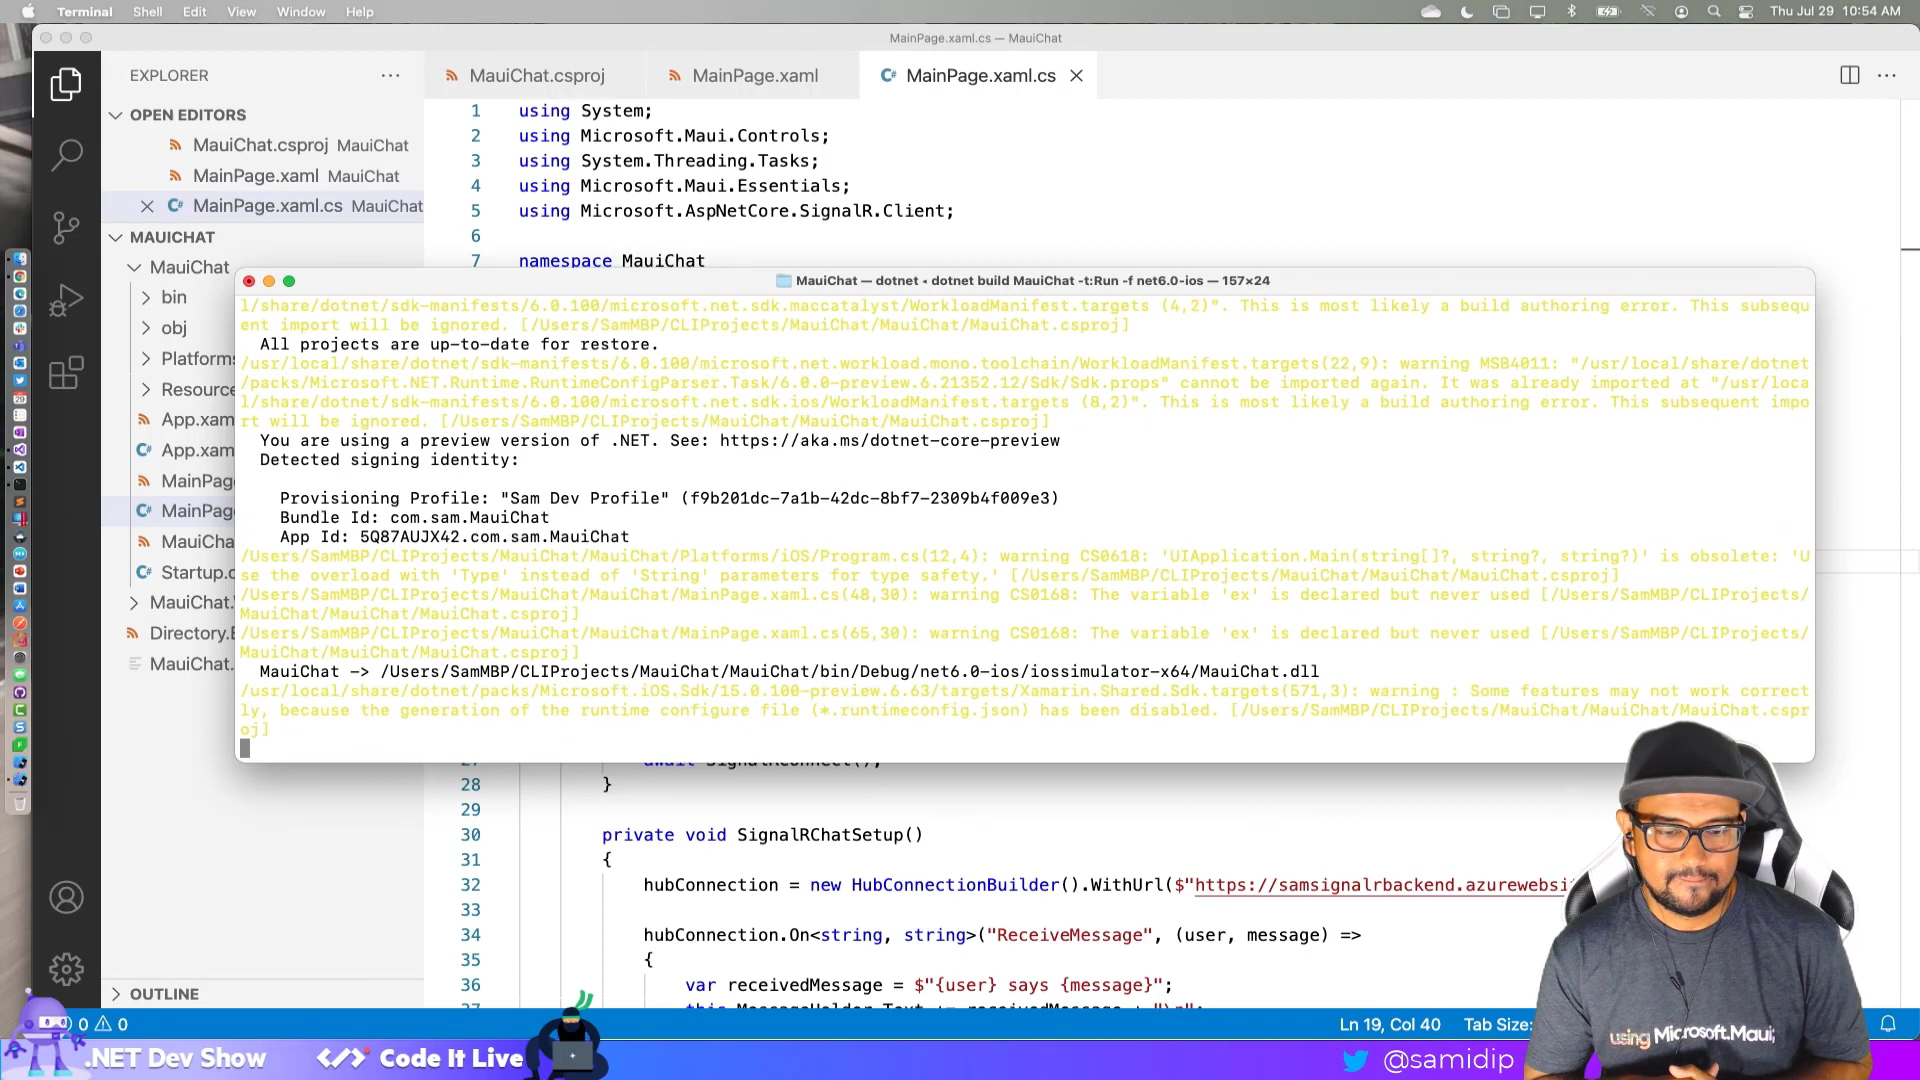 Terminal Shell Edit View Window Help
Thu Jul 29 10:54 AM
MainPage.xaml.cs — MauiChat
EXPLORER
OPEN EDITORS
MauiChat.csproj MauiChat
MainPage.xaml MauiChat
MainPage.xaml.cs MauiChat
MAUICHAT
MauiChat
bin
obj
Platforms
Resource
App.xam
App.xam
MainPag
MainPag
MauiCha
Startup.c
MauiChat.
Directory.
MauiChat.
OUTLINE
MauiChat.csproj MainPage.xaml MainPage.xaml.cs
1 using System;
2 using Microsoft.Maui.Controls;
3 using System.Threading.Tasks;
4 using Microsoft.Maui.Essentials;
5 using Microsoft.AspNetCore.SignalR.Client;
6
7 namespace MauiChat
MauiChat — dotnet ◂ dotnet build MauiChat -t:Run -f net6.0-ios — 157×24
l/share/dotnet/sdk-manifests/6.0.100/microsoft.net.sdk.maccatalyst/WorkloadManifest.targets (4,2)". This is most likely a build authoring error. This subsequ
ent import will be ignored. [/Users/SamMBP/CLIProjects/MauiChat/MauiChat/MauiChat.csproj]
All projects are up-to-date for restore.
/usr/local/share/dotnet/sdk-manifests/6.0.100/microsoft.net.workload.mono.toolchain/WorkloadManifest.targets(22,9): warning MSB4011: "/usr/local/share/dotnet
/packs/Microsoft.NET.Runtime.RuntimeConfigParser.Task/6.0.0-preview.6.21352.12/Sdk/Sdk.props" cannot be imported again. It was already imported at "/usr/loca
l/share/dotnet/sdk-manifests/6.0.100/microsoft.net.sdk.ios/WorkloadManifest.targets (8,2)". This is most likely a build authoring error. This subsequent impo
rt will be ignored. [/Users/SamMBP/CLIProjects/MauiChat/MauiChat/MauiChat.csproj]
You are using a preview version of .NET. See: https://aka.ms/dotnet-core-preview
Detected signing identity:
Provisioning Profile: "Sam Dev Profile" (f9b201dc-7a1b-42dc-8bf7-2309b4f009e3)
Bundle Id: com.sam.MauiChat
App Id: 5Q87AUJX42.com.sam.MauiChat
/Users/SamMBP/CLIProjects/MauiChat/MauiChat/Platforms/iOS/Program.cs(12,4): warning CS0618: 'UIApplication.Main(string[]?, string?, string?)' is obsolete: 'U
se the overload with 'Type' instead of 'String' parameters for type safety.' [/Users/SamMBP/CLIProjects/MauiChat/MauiChat/MauiChat.csproj]
/Users/SamMBP/CLIProjects/MauiChat/MauiChat/MainPage.xaml.cs(48,30): warning CS0168: The variable 'ex' is declared but never used [/Users/SamMBP/CLIProjects/
MauiChat/MauiChat/MauiChat.csproj]
/Users/SamMBP/CLIProjects/MauiChat/MauiChat/MainPage.xaml.cs(65,30): warning CS0168: The variable 'ex' is declared but never used [/Users/SamMBP/CLIProjects/
MauiChat/MauiChat/MauiChat.csproj]
MauiChat -> /Users/SamMBP/CLIProjects/MauiChat/MauiChat/bin/Debug/net6.0-ios/iossimulator-x64/MauiChat.dll
/usr/local/share/dotnet/packs/Microsoft.iOS.Sdk/15.0.100-preview.6.63/targets/Xamarin.Shared.Sdk.targets(571,3): warning : Some features may not work correct
ly, because the generation of the runtime configure file (*.runtimeconfig.json) has been disabled. [/Users/SamMBP/CLIProjects/MauiChat/MauiChat/MauiChat.cspr
oj]
28 }
29
30 private void SignalRChatSetup()
31 {
32 hubConnection = new HubConnectionBuilder().WithUrl($"https://samsignalrbackend.azurewebsi
33
34 hubConnection.On<string, string>("ReceiveMessage", (user, message) =>
35 {
36 var receivedMessage = $"{user} says {message}";
0 0
Ln 19, Col 40 Tab Size:
using Microsoft.Maui;
.NET Dev Show
Code It Live
@samidip